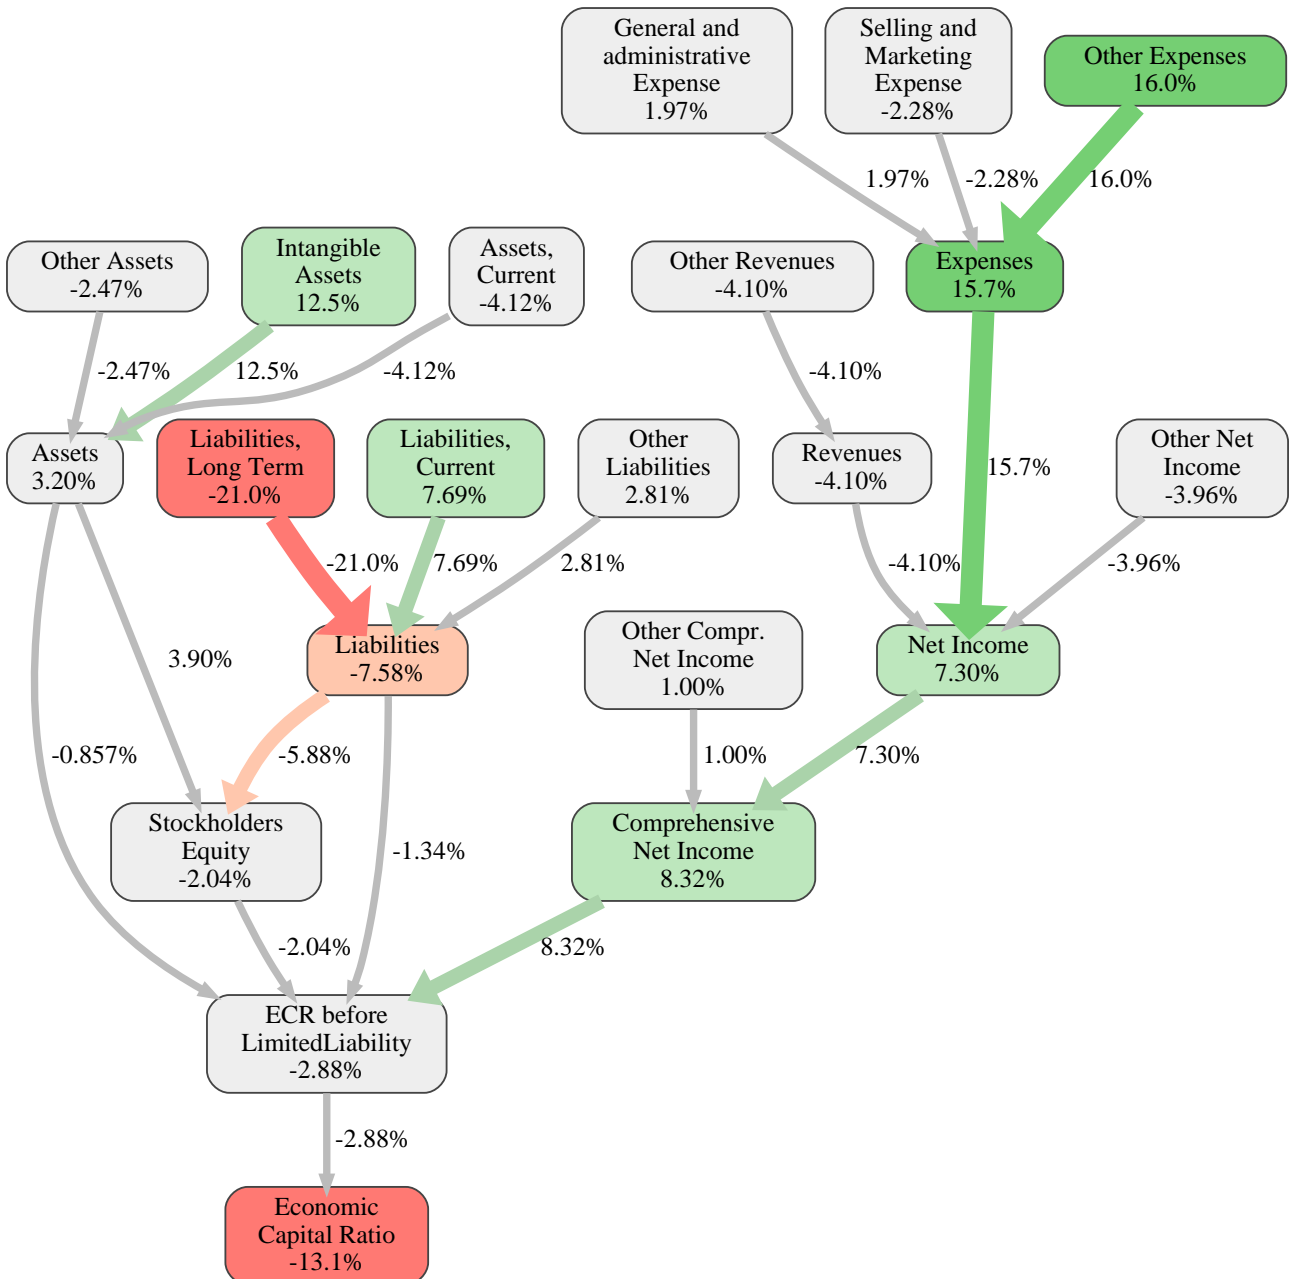 General and
administrative
Expense
1.97%
Selling and
Marketing
Expense
-2.28%
Other Expenses
16.0%
1.97%
-2.28%
16.0%
Other Assets
-2.47%
Intangible
Assets
12.5%
Assets,
Current
-4.12%
Other Revenues
-4.10%
Expenses
15.7%
-2.47%
12.5%
-4.12%
-4.10%
Assets
3.20%
Liabilities,
Long Term
-21.0%
Liabilities,
Current
7.69%
Other
Liabilities
2.81%
Revenues
-4.10%
15.7%
Other Net
Income
-3.96%
-21.0%
7.69%
2.81%
-4.10%
-3.96%
3.90%
Liabilities
-7.58%
Other Compr.
Net Income
1.00%
Net Income
7.30%
-0.857%
-5.88%
1.00%
7.30%
Stockholders
Equity
-2.04%
-1.34%
Comprehensive
Net Income
8.32%
-2.04%
8.32%
ECR before
LimitedLiability
-2.88%
-2.88%
Economic
Capital Ratio
-13.1%